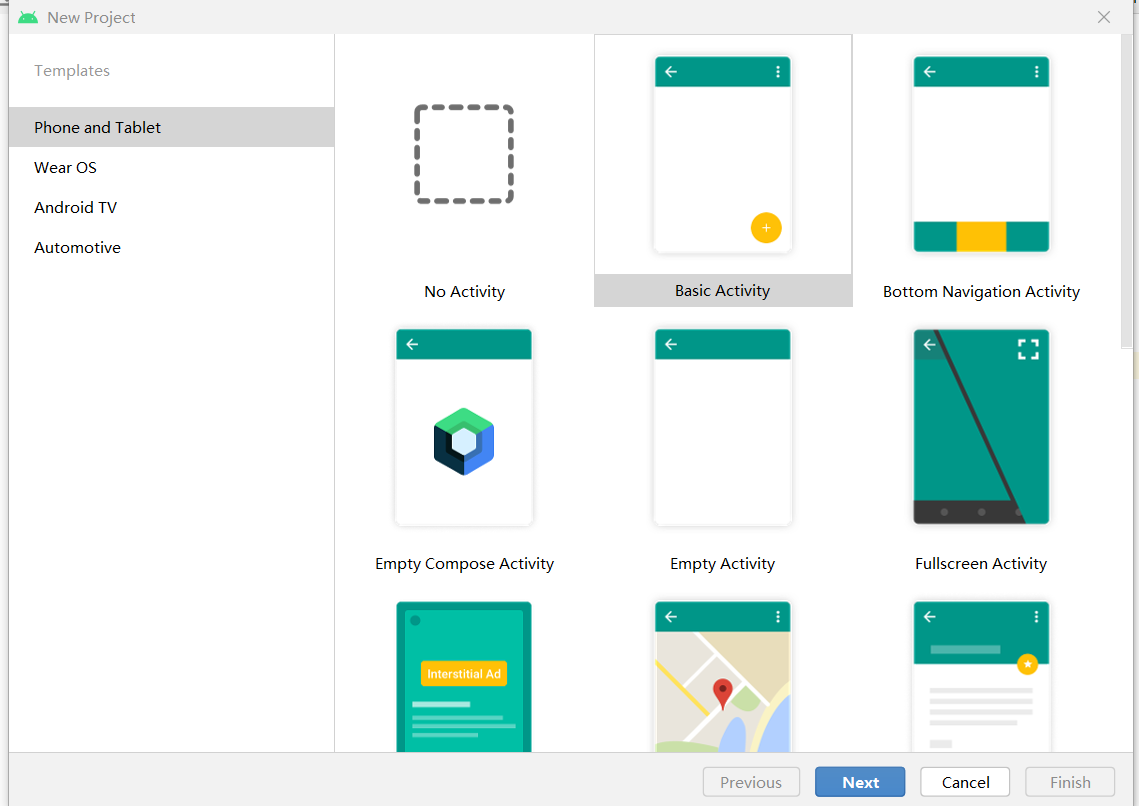 New Project
Templates
Phone and Tablet
Wear OS
Android TV
Automotive
No Activity
Basic Activity
Bottom Navigation Activity
Empty Compose Activity
Empty Activity
Fullscreen Activity
Interstitial Ad
Previous
Next
Cancel
Finish